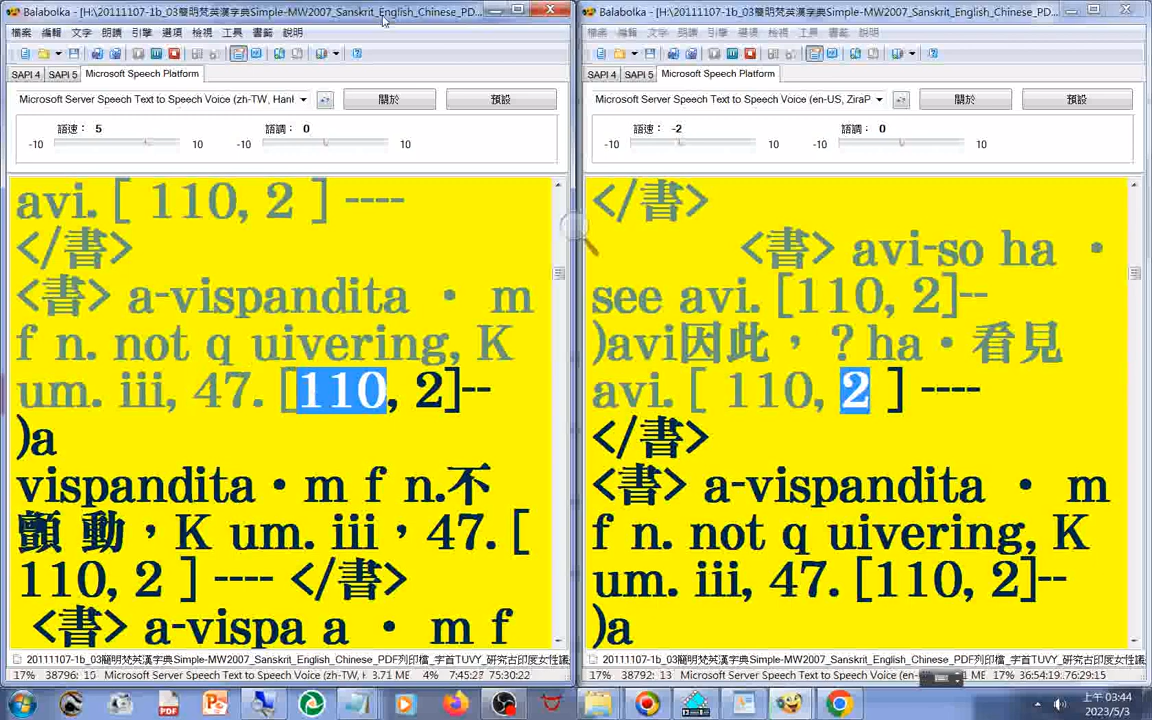 Balabolka - [H:\20111107-1b_03簡明梵英漢字典Simple-MW2007_Sanskrit_English_Chinese_PD...
檔案 編輯 文字 朗讀 引擎 選項 檢視 工具 書籤 說明
SAPI 4 SAPI 5 Microsoft Speech Platform
Microsoft Server Speech Text to Speech Voice (zh-TW, Hanl
關於 預設
語速： 5 語調： 0
-10 10 -10 10
avi. [ 110, 2 ] ----
</書>
<書> a-vispandita ・ m
f n. not q uivering, K
um. iii, 47. [110, 2]--
)a
vispandita・m f n.不
顫 動，K um. iii，47. [
110, 2 ] ---- </書>
<書> a-vispa a ・ m f
20111107-1b_03簡明梵英漢字典Simple-MW2007_Sanskrit_English_Chinese_PDF列印檔_字首TUVY_研究古印度女性議
17% 38796: 15 Microsoft Server Speech Text to Speech Voice (zh-TW, H 3.71 MB 4% 7:45:27 75:30:22
Balabolka - [H:\20111107-1b_03簡明梵英漢字典Simple-MW2007_Sanskrit_English_Chinese_PD...
檔案 編輯 文字 朗讀 引擎 選項 檢視 工具 書籤 說明
SAPI 4 SAPI 5 Microsoft Speech Platform
Microsoft Server Speech Text to Speech Voice (en-US, ZiraP
關於 預設
語速： -2 語調： 0
-10 10 -10 10
</書>
<書> avi-so ha ・
see avi. [110, 2]--
)avi因此，？ha・看見
avi. [ 110, 2 ] ----
</書>
<書> a-vispandita ・ m
f n. not q uivering, K
um. iii, 47. [110, 2]--
)a
20111107-1b_03簡明梵英漢字典Simple-MW2007_Sanskrit_English_Chinese_PDF列印檔_字首TUVY_研究古印度女性議
17% 38792: 13 Microsoft Server Speech Text to Speech Voice (en-US 17% 36:54:19 76:29:15
上午 03:44
2023/5/3